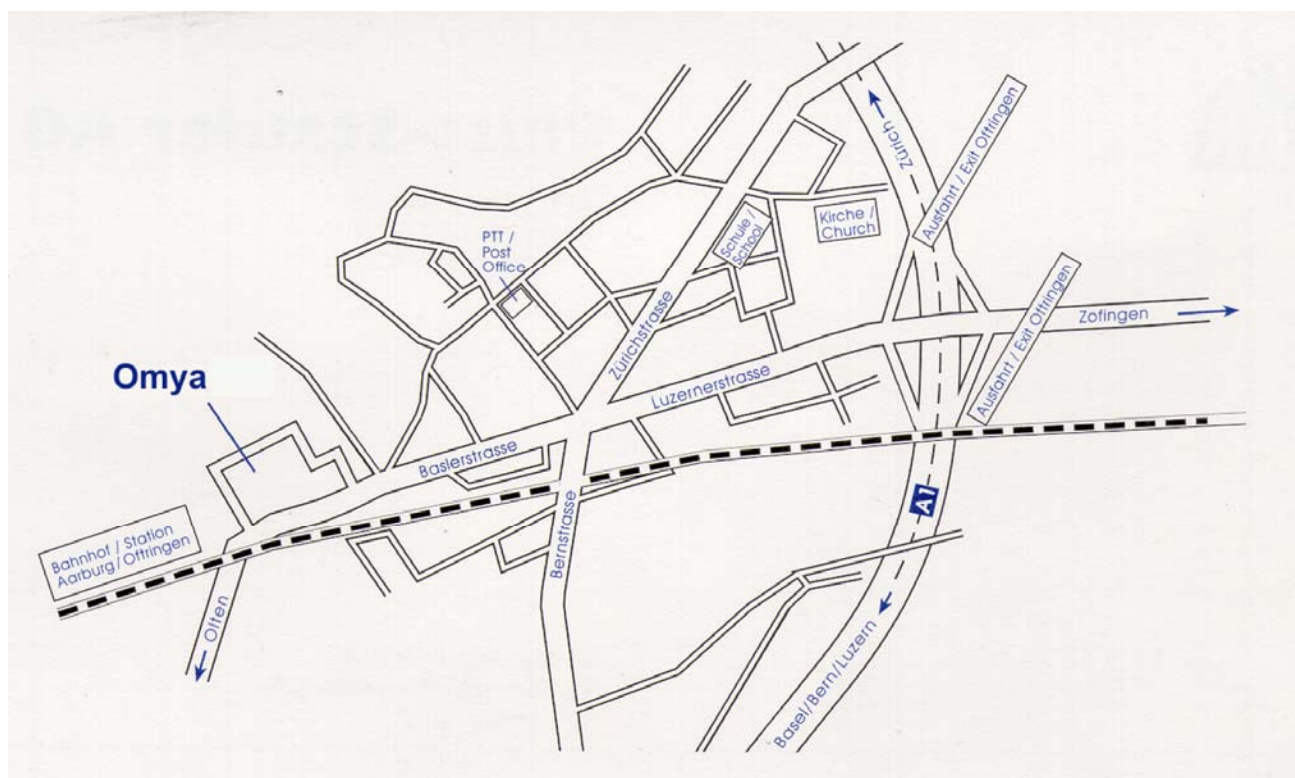 Zürich
Ausfahrt / Exit Oftringen
Kirche /
Church
Schule /
School
PTT /
Post
Office
Ausfahrt / Exit Oftringen
Zofingen
Zürichstrasse
Luzernerstrasse
Omya
Baslerstrasse
Bernstrasse
A1
Bahnhof / Station
Aarburg/Oftringen
Olten
Basel/Bern/Luzern